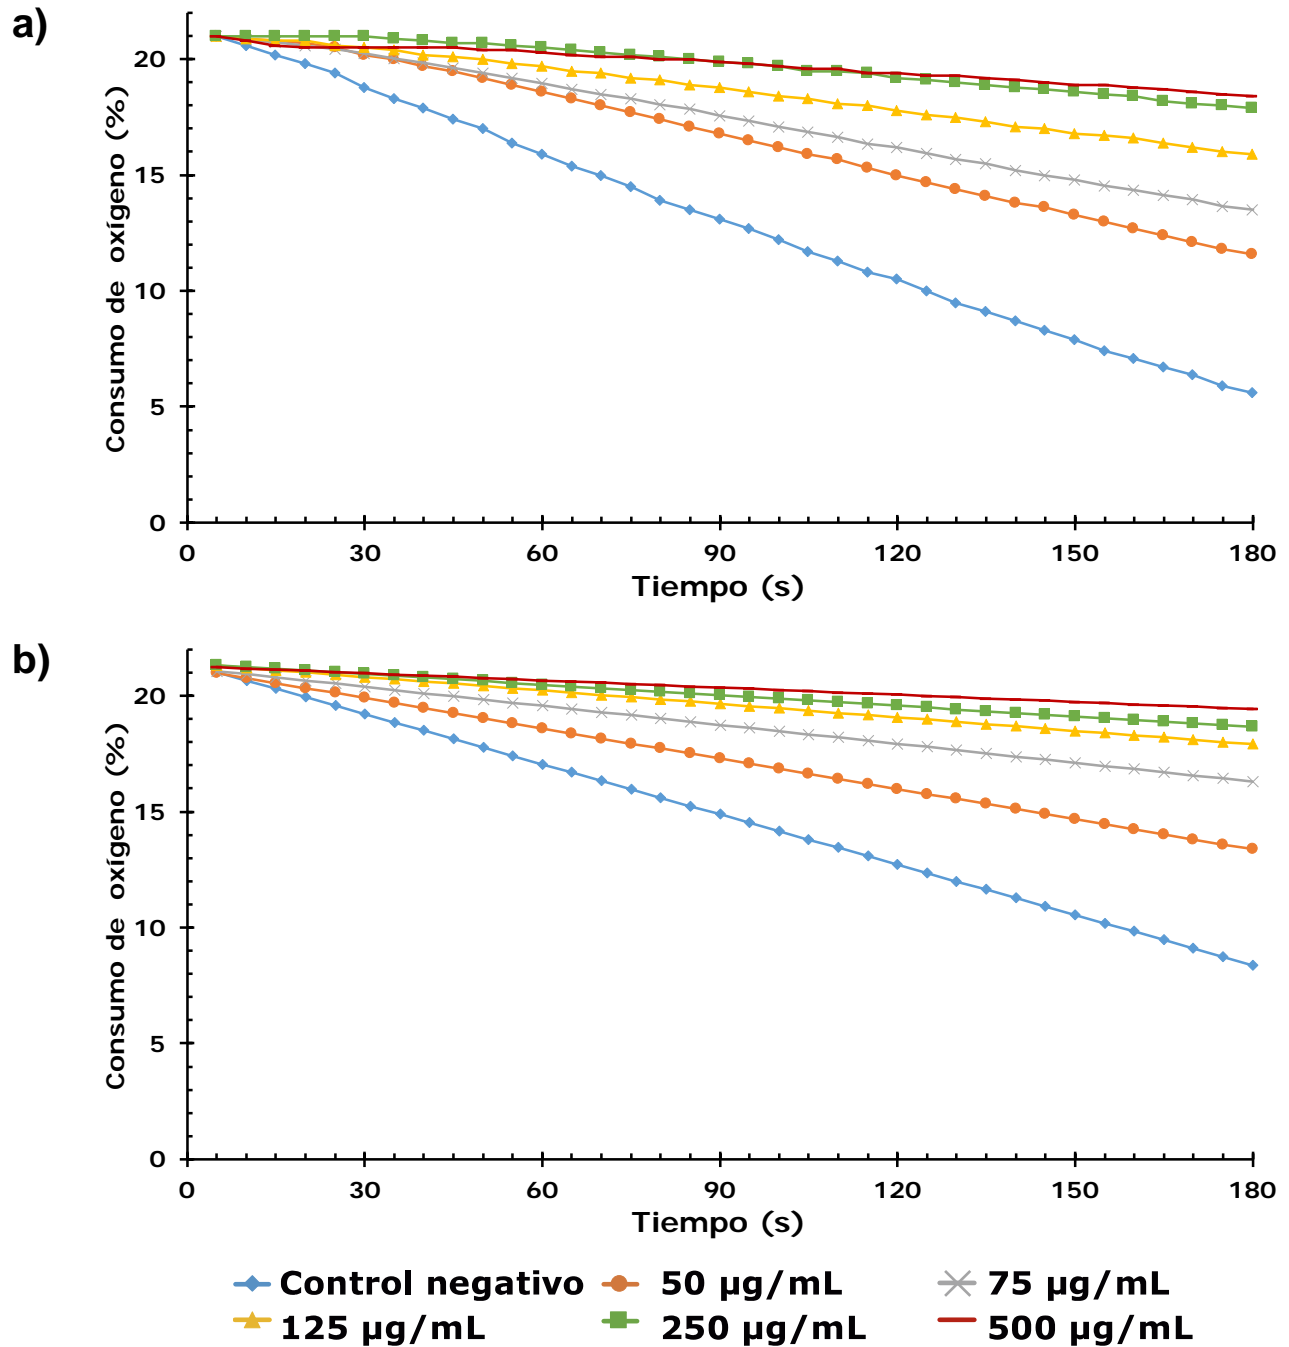 a)
Consumo de oxígeno (%)
20
15
10
5
0
0 30 60 90 120 150 180
Tiempo (s)
b)
Consumo de oxígeno (%)
20
15
10
5
0
0 30 60 90 120 150 180
Tiempo (s)
Control negativo 50 µg/mL 75 µg/mL
125 µg/mL 250 µg/mL 500 µg/mL